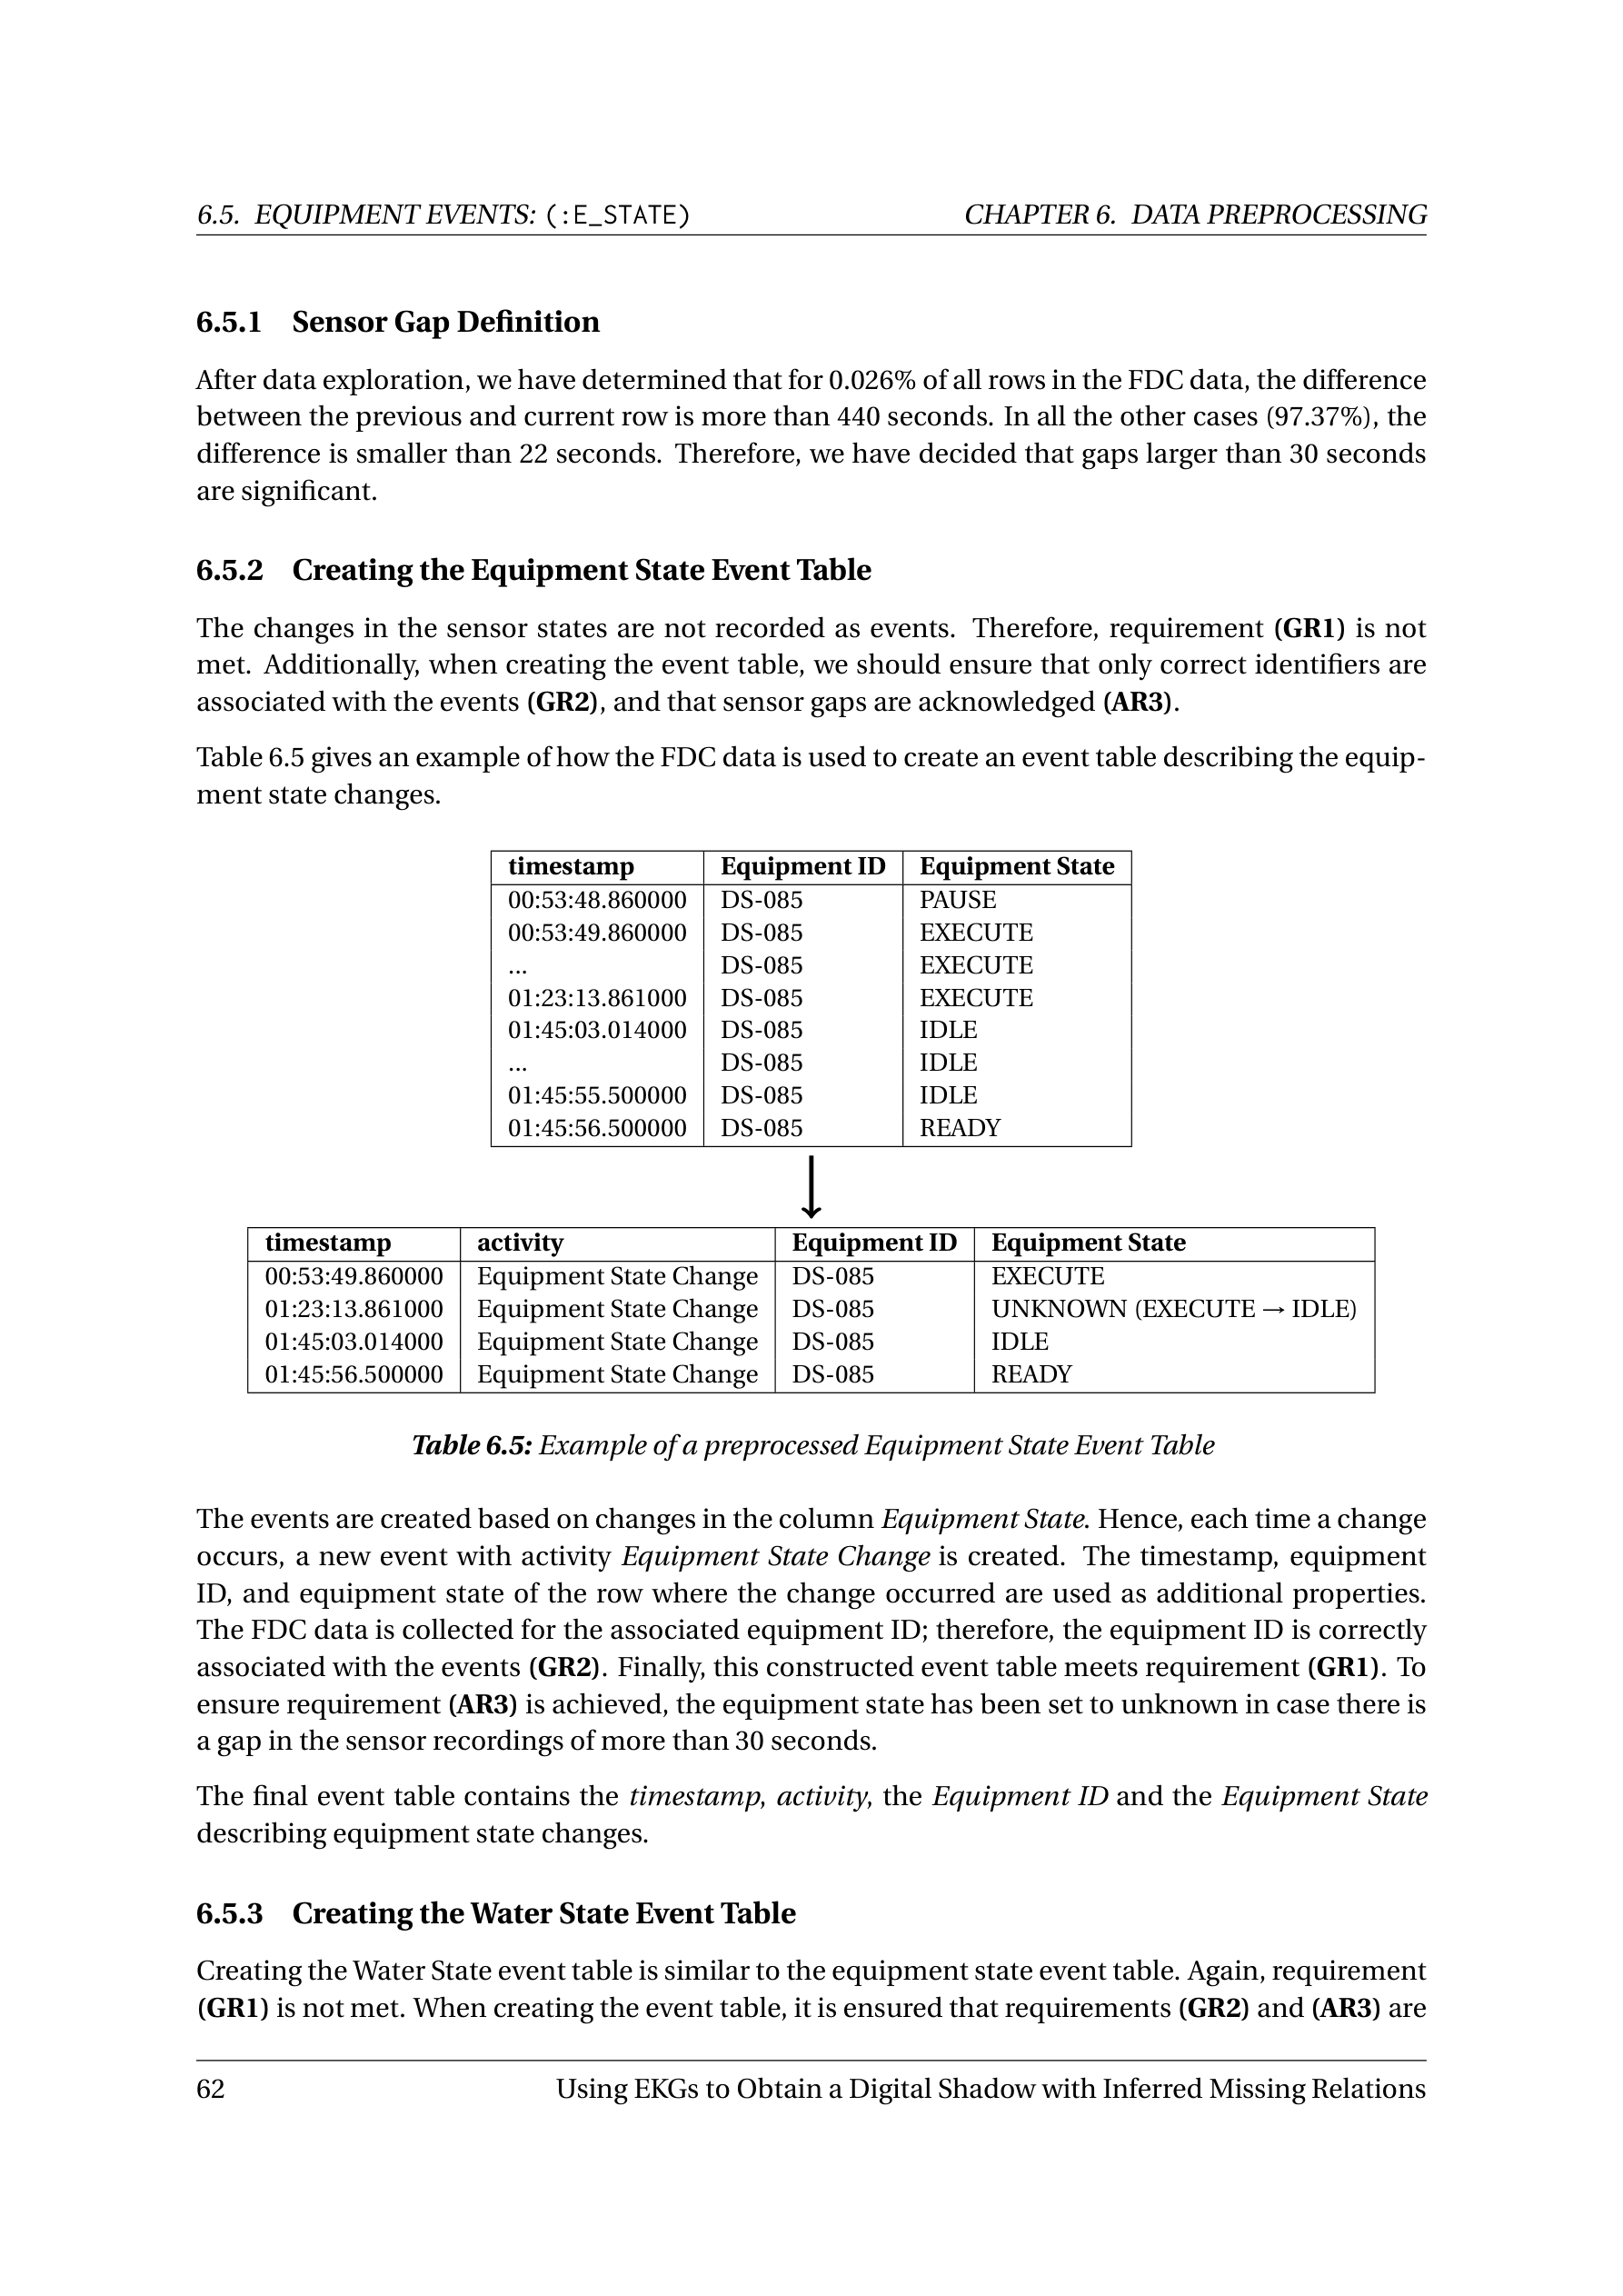 6.5. EQUIPMENT EVENTS: (:E_STATE) CHAPTER 6. DATA PREPROCESSING
6.5.1 Sensor Gap Definition
After data exploration, we have determined that for 0.026% of all rows in the FDC data, the difference
between the previous and current row is more than 440 seconds. In all the other cases (97.37%), the
difference is smaller than 22 seconds. Therefore, we have decided that gaps larger than 30 seconds
are significant.
6.5.2 Creating the Equipment State Event Table
The changes in the sensor states are not recorded as events. Therefore, requirement (GR1) is not
met. Additionally, when creating the event table, we should ensure that only correct identifiers are
associated with the events (GR2), and that sensor gaps are acknowledged (AR3).
Table 6.5 gives an example of how the FDC data is used to create an event table describing the equip-
ment state changes.
timestamp Equipment ID Equipment State
00:53:48.860000 DS-085 PAUSE
00:53:49.860000 DS-085 EXECUTE
... DS-085 EXECUTE
01:23:13.861000 DS-085 EXECUTE
01:45:03.014000 DS-085 IDLE
... DS-085 IDLE
01:45:55.500000 DS-085 IDLE
01:45:56.500000 DS-085 READY
↓
timestamp activity Equipment ID Equipment State
00:53:49.860000 Equipment State Change DS-085 EXECUTE
01:23:13.861000 Equipment State Change DS-085 UNKNOWN (EXECUTE → IDLE)
01:45:03.014000 Equipment State Change DS-085 IDLE
01:45:56.500000 Equipment State Change DS-085 READY
Table 6.5: Example of a preprocessed Equipment State Event Table
The events are created based on changes in the column Equipment State. Hence, each time a change
occurs, a new event with activity Equipment State Change is created. The timestamp, equipment
ID, and equipment state of the row where the change occurred are used as additional properties.
The FDC data is collected for the associated equipment ID; therefore, the equipment ID is correctly
associated with the events (GR2). Finally, this constructed event table meets requirement (GR1). To
ensure requirement (AR3) is achieved, the equipment state has been set to unknown in case there is
a gap in the sensor recordings of more than 30 seconds.
The final event table contains the timestamp, activity, the Equipment ID and the Equipment State
describing equipment state changes.
6.5.3 Creating the Water State Event Table
Creating the Water State event table is similar to the equipment state event table. Again, requirement
(GR1) is not met. When creating the event table, it is ensured that requirements (GR2) and (AR3) are
62 Using EKGs to Obtain a Digital Shadow with Inferred Missing Relations